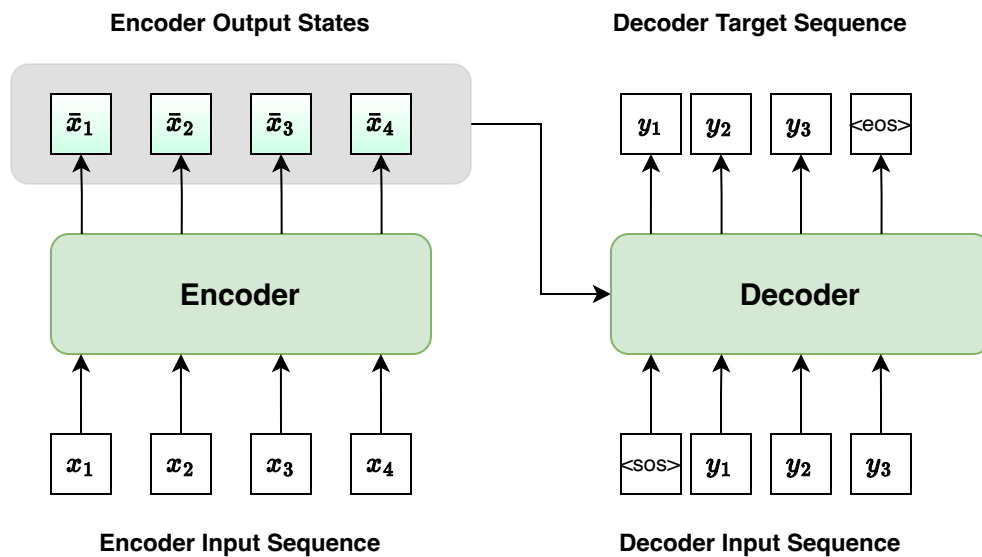 Encoder Output States
x̄₁ x̄₂ x̄₃ x̄₄
Encoder
x₁ x₂ x₃ x₄
Encoder Input Sequence
Decoder Target Sequence
y₁ y₂ y₃ <eos>
Decoder
<sos> y₁ y₂ y₃
Decoder Input Sequence